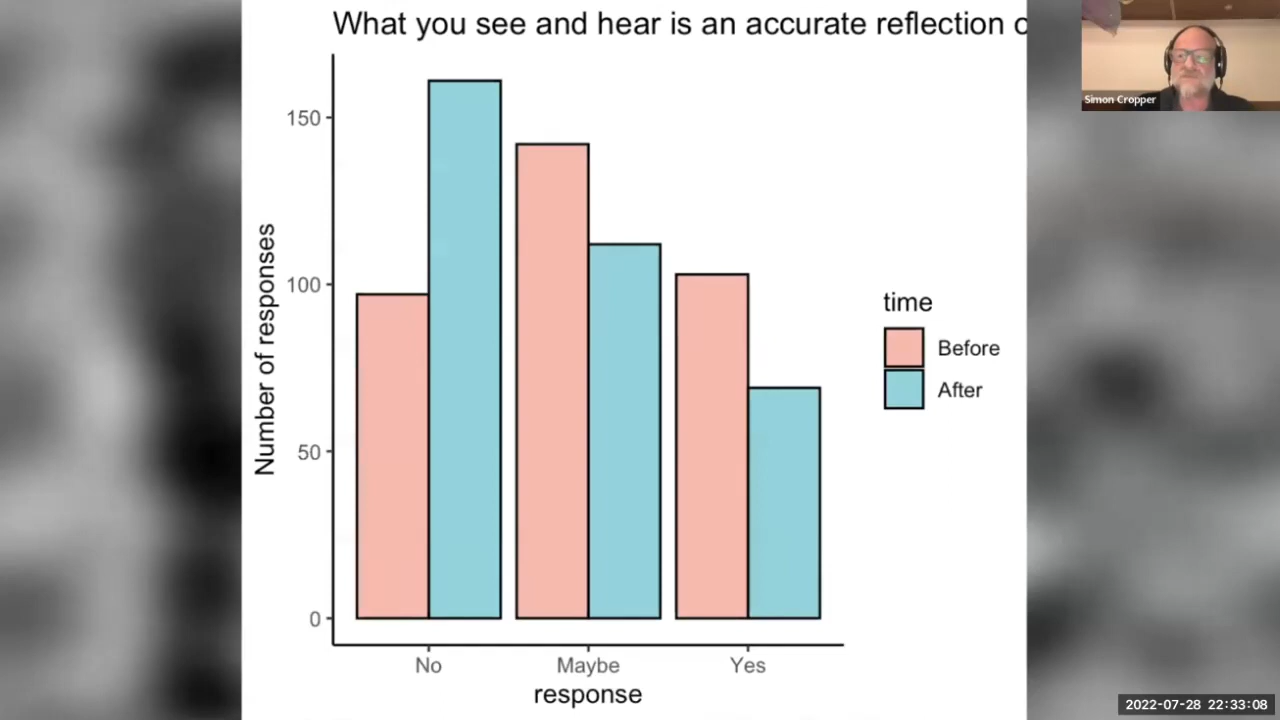 What you see and hear is an accurate reflection
Simon Cropper
150
100
50
0
Number of responses
No
Maybe
Yes
response
time
Before
After
2022-07-28 22:33:08